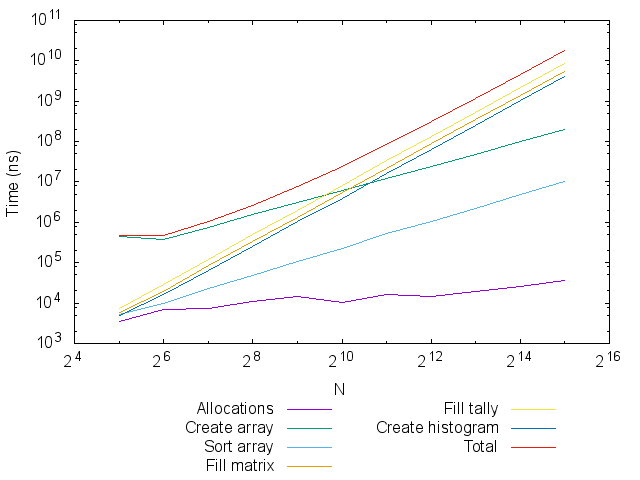 10^11
10^10
10^9
10^8
10^7
10^6
10^5
10^4
10^3
Time (ns)
2^4 2^6 2^8 2^10 2^12 2^14 2^16
N
Allocations Fill tally
Create array Create histogram
Sort array Total
Fill matrix